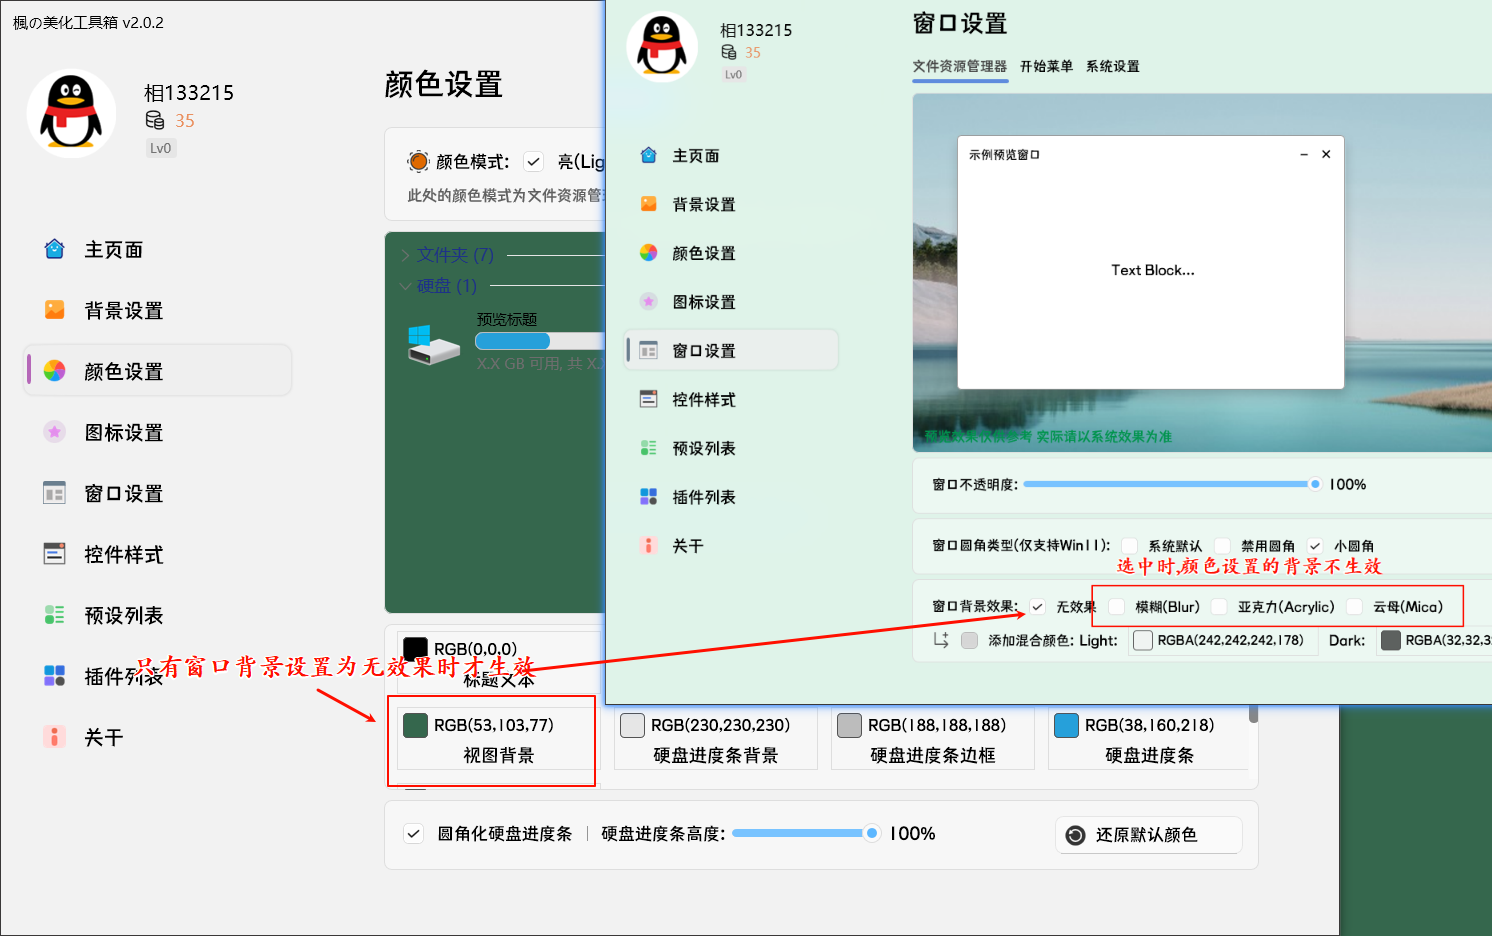 楓の美化工具箱 v2.0.2
相133215
35
Lv0
主页面
背景设置
颜色设置
图标设置
窗口设置
控件样式
预设列表
插件列表
关于
颜色设置
颜色模式:
亮(Lig
此处的颜色模式为文件资源管
文件夹 (7)
硬盘 (1)
预览标题
X.X GB 可用, 共 X.
RGB(0,0,0)
标题文本
只有窗口背景设置为无效果时才生效
RGB(53,103,77)
视图背景
RGB(230,230,230)
硬盘进度条背景
RGB(188,188,188)
硬盘进度条边框
RGB(38,160,218)
硬盘进度条
圆角化硬盘进度条
硬盘进度条高度:
100%
还原默认颜色
相133215
35
Lv0
主页面
背景设置
颜色设置
图标设置
窗口设置
控件样式
预设列表
插件列表
关于
窗口设置
文件资源管理器 开始菜单 系统设置
示例预览窗口
Text Block...
预览效果仅供参考 实际请以系统效果为准
窗口不透明度:
100%
窗口圆角类型(仅支持Win11):
系统默认
禁用圆角
小圆角
选中时,颜色设置的背景不生效
窗口背景效果:
无效果
模糊(Blur)
亚克力(Acrylic)
云母(Mica)
添加混合颜色: Light:
RGBA(242,242,242,178)
Dark:
RGBA(32,32,3